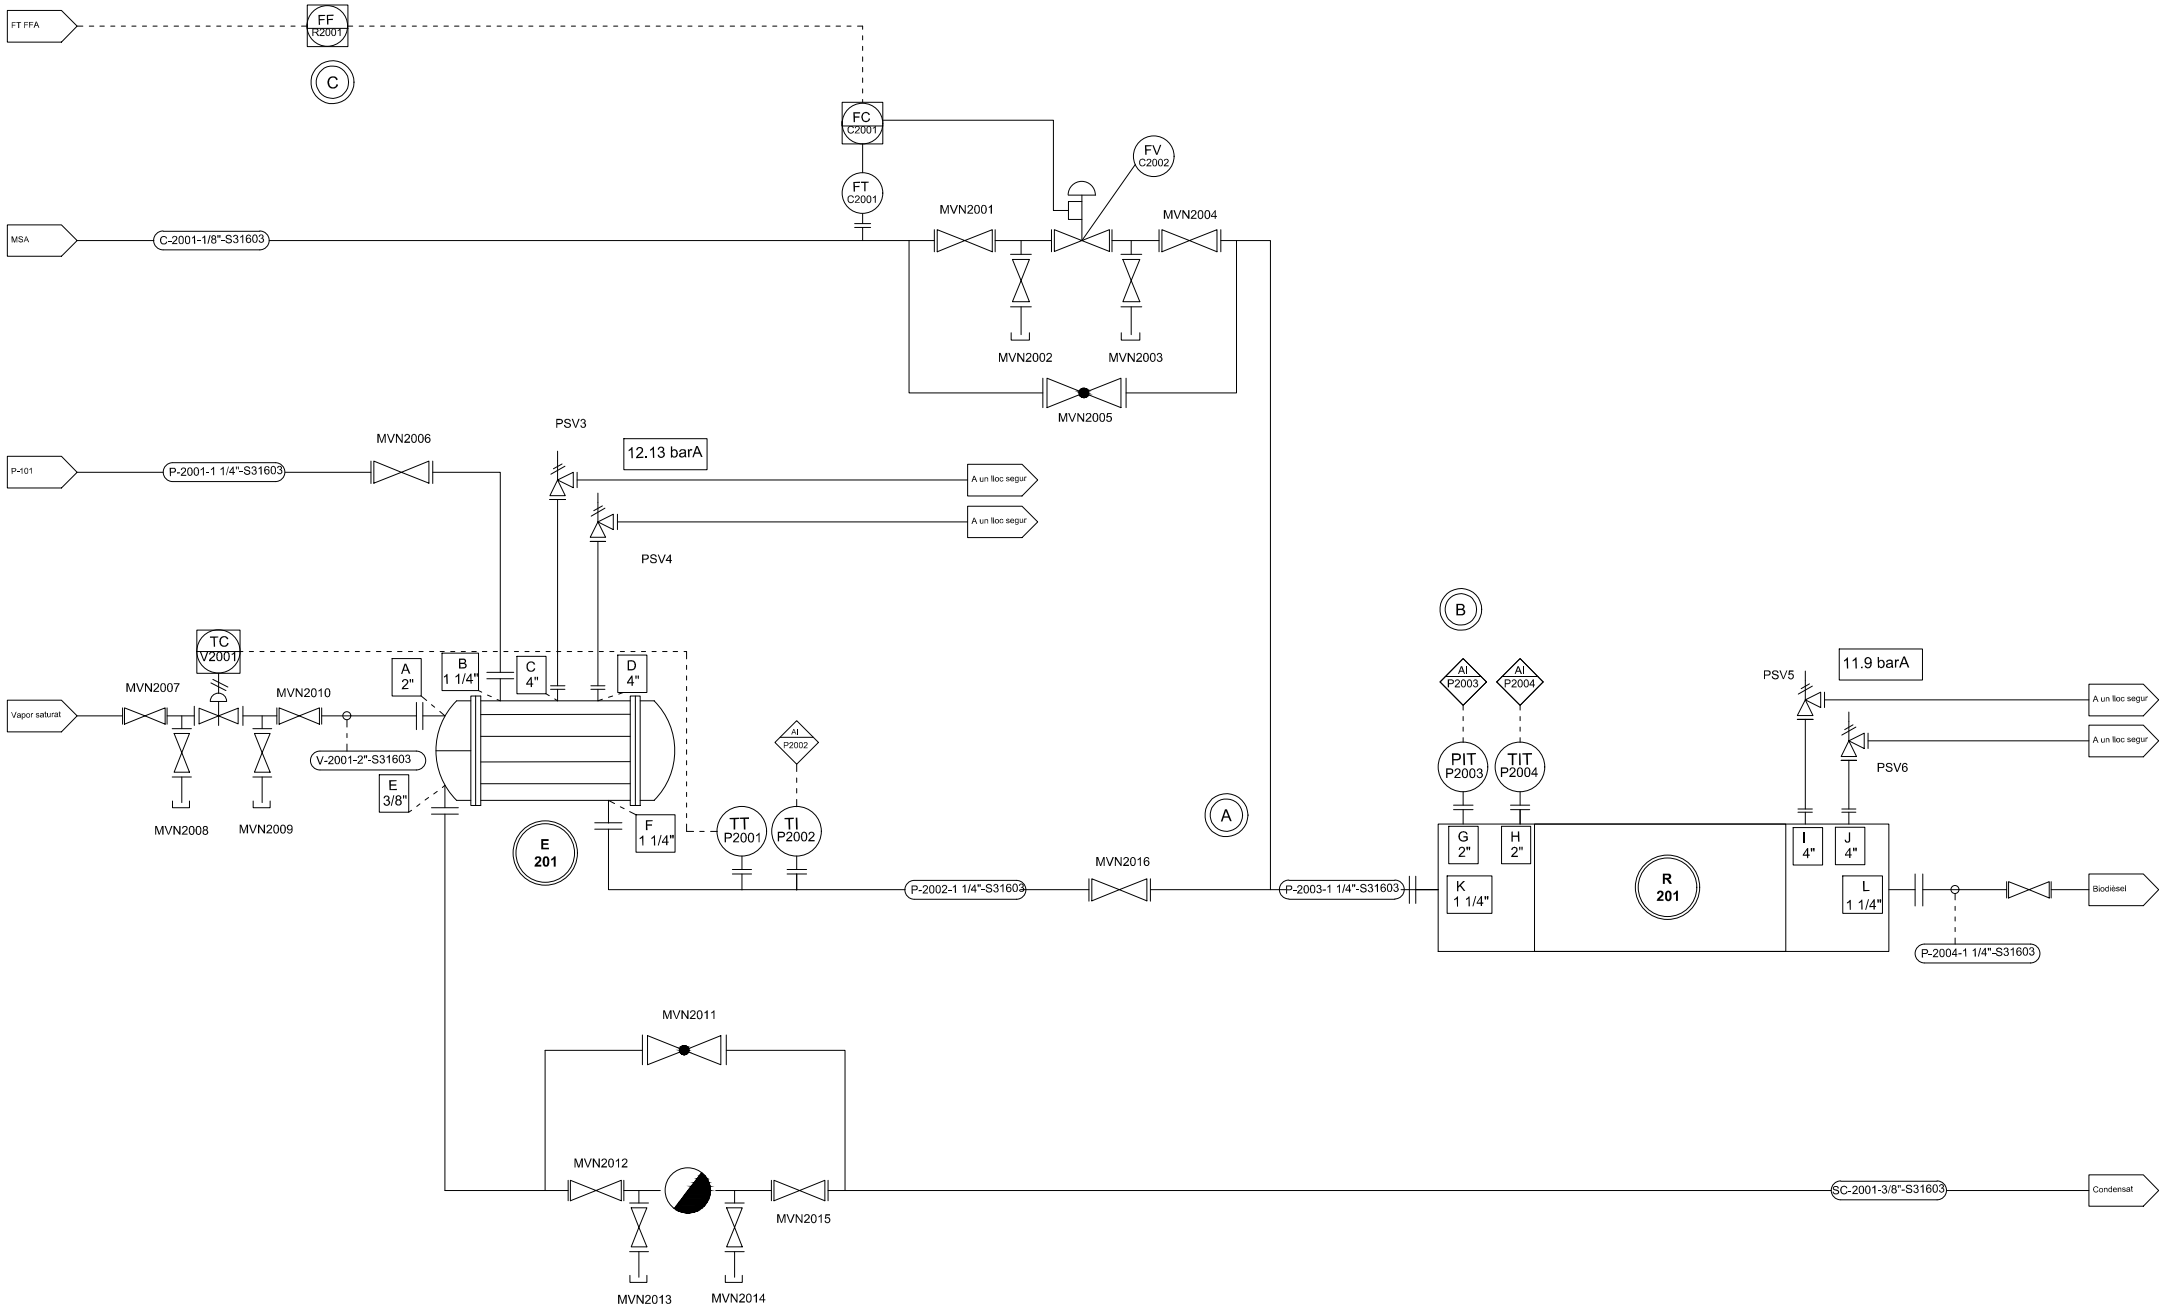 FT FFA
FF
R2001
C
FC
C2001
FV
C2002
FT
C2001
MVN2001
MVN2004
MSA
C-2001-1/8"-S31603
MVN2002
MVN2003
MVN2005
PSV3
MVN2006
12.13 barA
P-101
P-2001-1 1/4"-S31603
A un lloc segur
A un lloc segur
PSV4
B
TC
V2001
A
2"
B
1 1/4"
C
4"
D
4"
AI
P2003
AI
P2004
11.9 barA
PSV5
MVN2007
MVN2010
A un lloc segur
Vapor saturat
AI
P2002
A un lloc segur
V-2001-2"-S31603
PIT
P2003
TIT
P2004
PSV6
E
3/8"
MVN2008
MVN2009
F
1 1/4"
TT
P2001
TI
P2002
A
E
201
G
2"
H
2"
I
4"
J
4"
MVN2016
P-2002-1 1/4"-S31603
P-2003-1 1/4"-S31603
K
1 1/4"
R
201
L
1 1/4"
Biodièsel
P-2004-1 1/4"-S31603
MVN2011
MVN2012
MVN2015
SC-2001-3/8"-S31603
Condensat
MVN2013
MVN2014